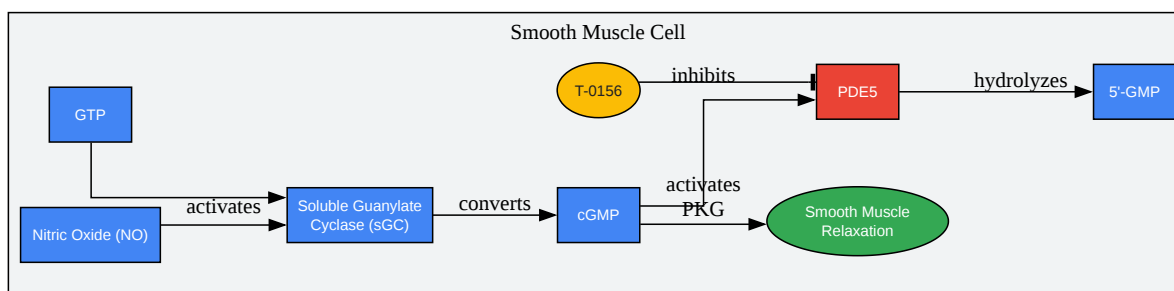 Smooth Muscle Cell
T-0156
inhibits
PDE5
hydrolyzes
5'-GMP
GTP
Nitric Oxide (NO)
activates
Soluble Guanylate
Cyclase (sGC)
converts
cGMP
activates
PKG
Smooth Muscle
Relaxation